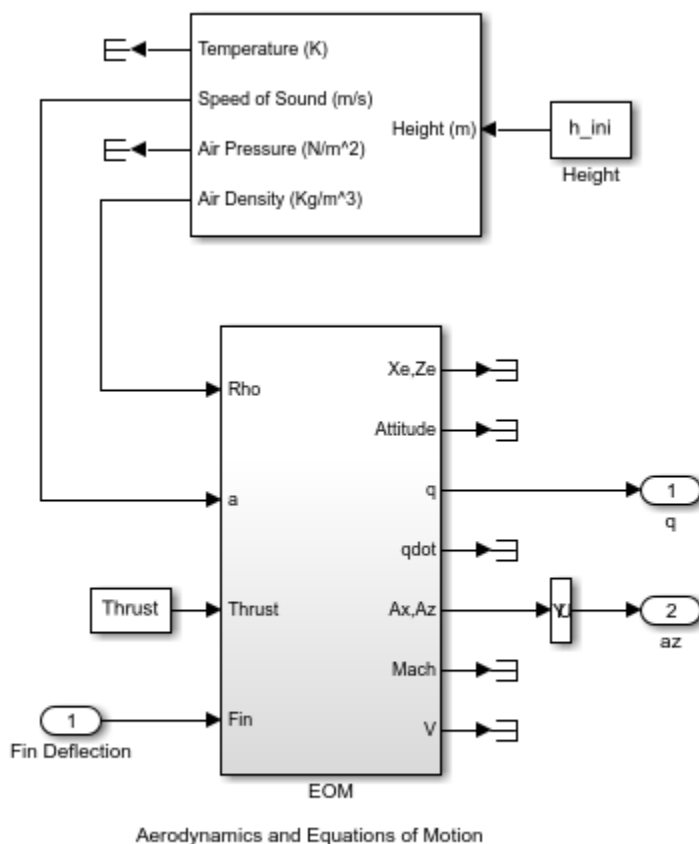 Temperature (K)
Speed of Sound (m/s)
Air Pressure (N/m^2)
Air Density (Kg/m^3)
Height (m)
h_ini
Height
Rho
a
Thrust
Thrust
Fin
1
Fin Deflection
Xe,Ze
Attitude
q
qdot
Ax,Az
Mach
V
1
q
2
az
EOM
Aerodynamics and Equations of Motion